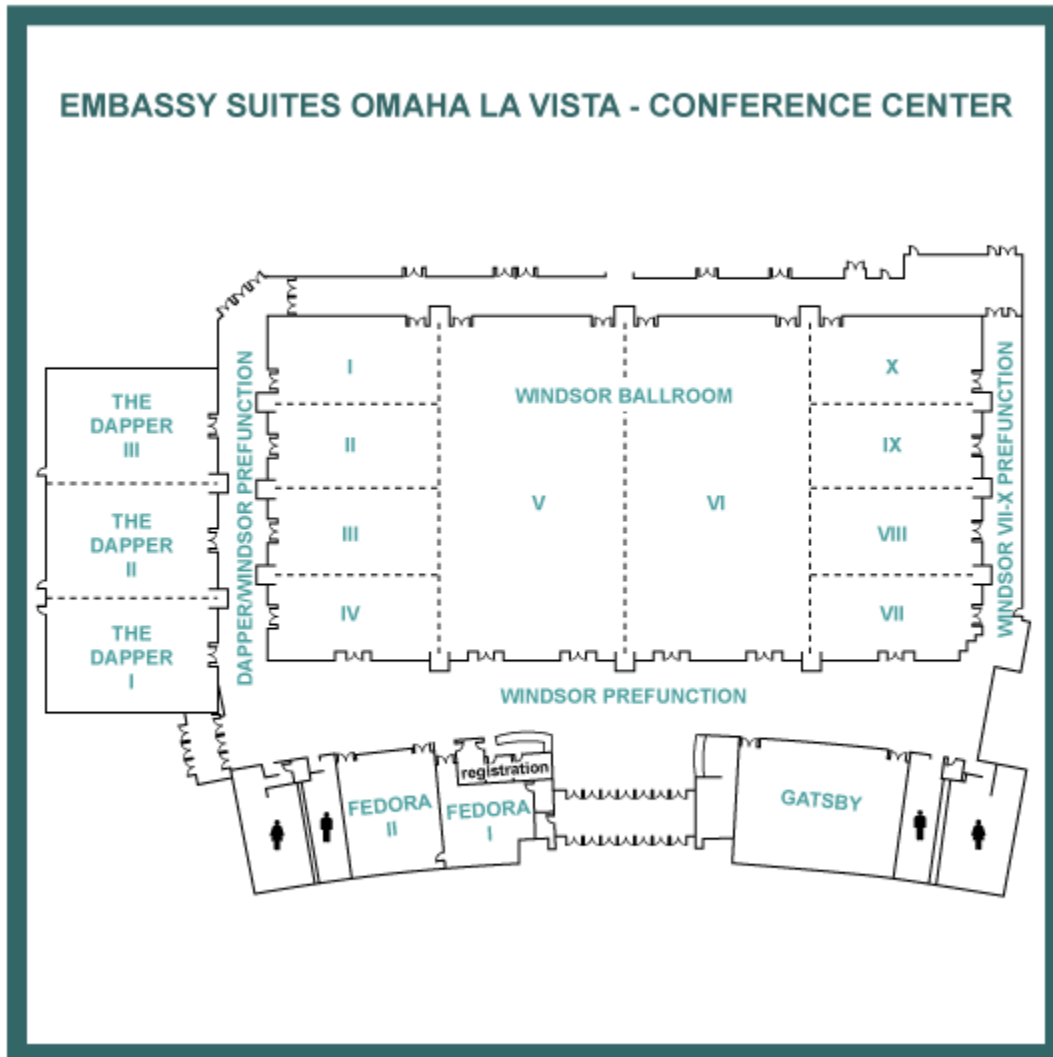 EMBASSY SUITES OMAHA LA VISTA - CONFERENCE CENTER
THE
DAPPER
III
THE
DAPPER
II
THE
DAPPER
I
DAPPER/WINDSOR PREFUNCTION
I
II
III
IV
WINDSOR BALLROOM
V
VI
X
IX
VIII
VII
WINDSOR VII-X PREFUNCTION
WINDSOR PREFUNCTION
registration
FEDORA
II
FEDORA
I
GATSBY